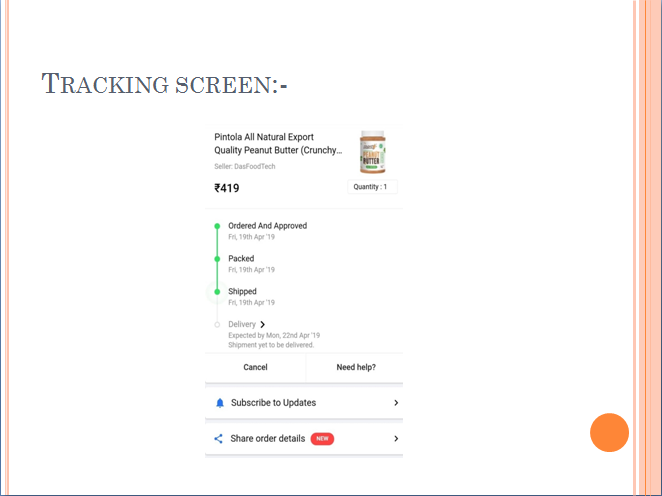 TRACKING SCREEN:-
Pintola All Natural Export
Quality Peanut Butter (Crunchy...
Seller: DasFoodTech
₹419
PEANUT
BUTTER
Quantity : 1
Ordered And Approved
Fri, 19th Apr '19
Packed
Fri, 19th Apr '19
Shipped
Fri, 19th Apr '19
Delivery
Expected by Mon, 22nd Apr '19
Shipment yet to be delivered.
Cancel
Need help?
Subscribe to Updates
Share order details NEW